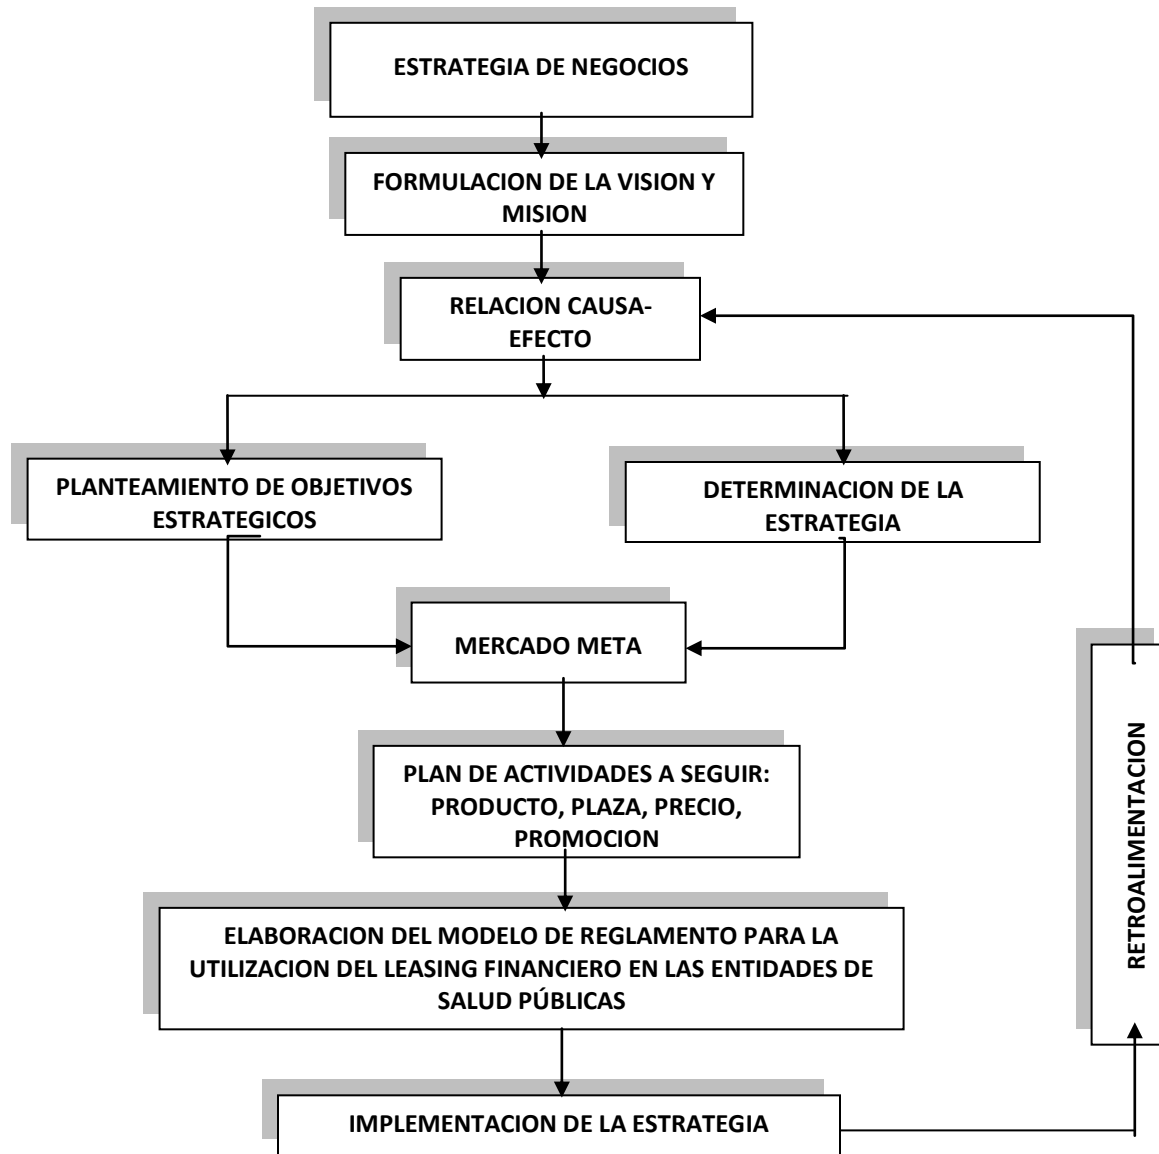 ESTRATEGIA DE NEGOCIOS
FORMULACION DE LA VISION Y
MISION
RELACION CAUSA-
EFECTO
PLANTEAMIENTO DE OBJETIVOS
ESTRATEGICOS
DETERMINACION DE LA
ESTRATEGIA
MERCADO META
PLAN DE ACTIVIDADES A SEGUIR:
PRODUCTO, PLAZA, PRECIO,
PROMOCION
ELABORACION DEL MODELO DE REGLAMENTO PARA LA
UTILIZACION DEL LEASING FINANCIERO EN LAS ENTIDADES DE
SALUD PÚBLICAS
IMPLEMENTACION DE LA ESTRATEGIA
RETROALIMENTACION